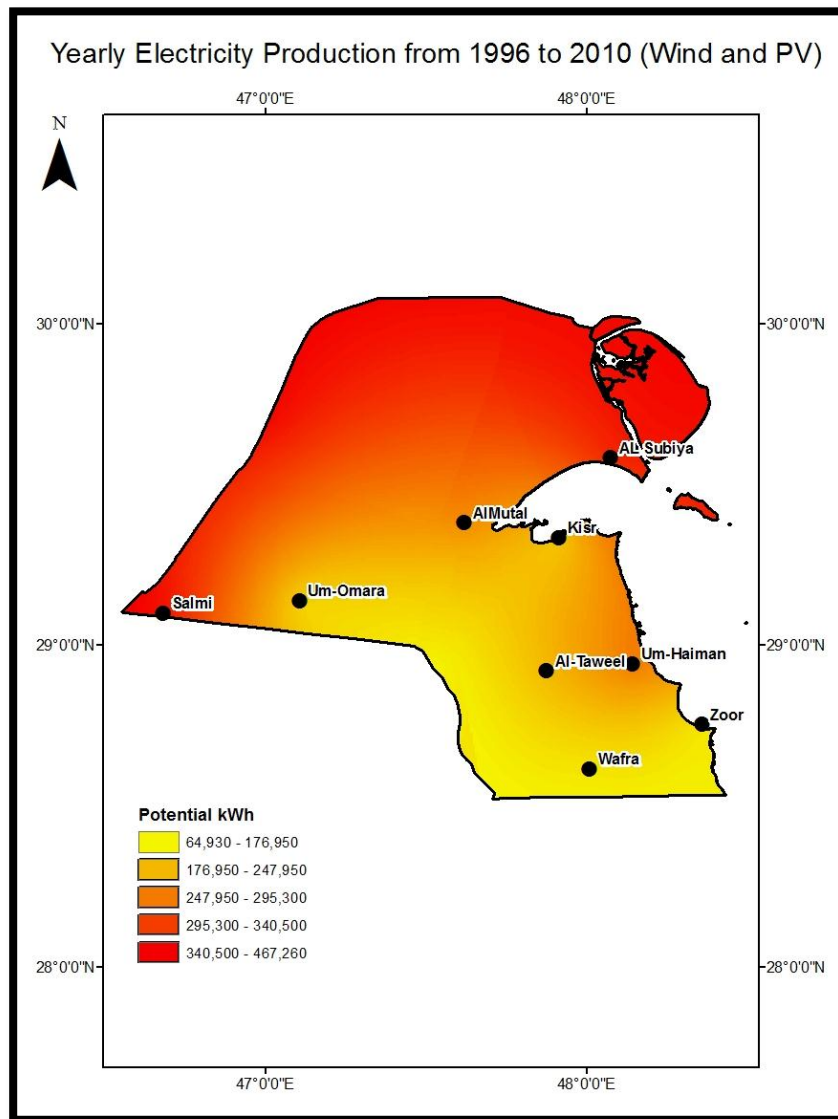 Yearly Electricity Production from 1996 to 2010 (Wind and PV)
47°0'0"E 48°0'0"E
N
30°0'0"N 30°0'0"N
AL-Subiya
AlMutal
Kisr
Um-Omara
Salmi
29°0'0"N 29°0'0"N
Um-Haiman
Al-Taweel
Zoor
Wafra
Potential kWh
64,930 - 176,950
176,950 - 247,950
247,950 - 295,300
295,300 - 340,500
340,500 - 467,260
28°0'0"N 28°0'0"N
47°0'0"E 48°0'0"E